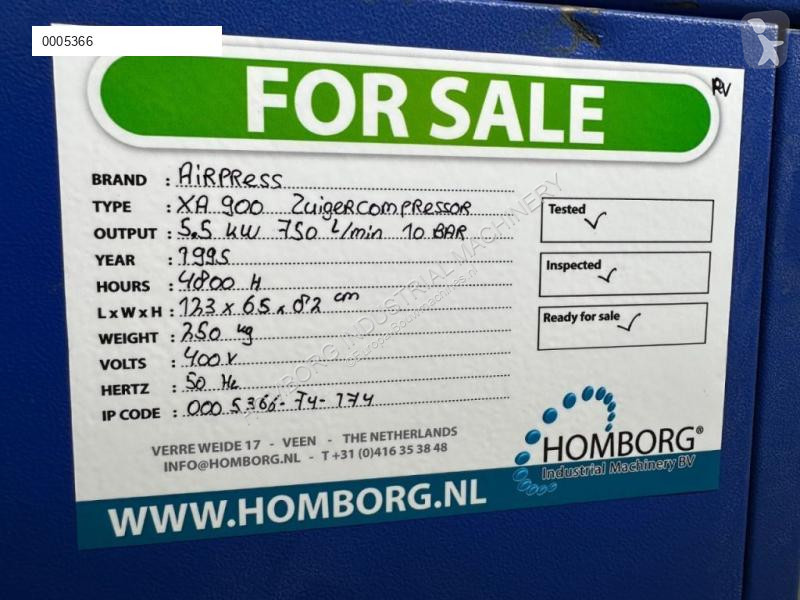 0005366
FOR SALE
RV
BRAND : AiRPRess
TYPE : XA 900 ZuigeRcomPRessoR
OUTPUT : 5.5 kW 750 L/min 10 BAR
YEAR : 1995
HOURS : 4800 H
L x W x H : 123 x 65 x 82 cm
WEIGHT : 250 kg
VOLTS : 400 V
HERTZ : 50 Hz
IP CODE : 000 5366-74-174
Tested ✓
Inspected ✓
Ready for sale ✓
VERRE WEIDE 17 - VEEN - THE NETHERLANDS
INFO@HOMBORG.NL - T +31 (0)416 35 38 48
HOMBORG®
Industrial Machinery BV
WWW.HOMBORG.NL
HOMBORG INDUSTRIAL MACHINERY